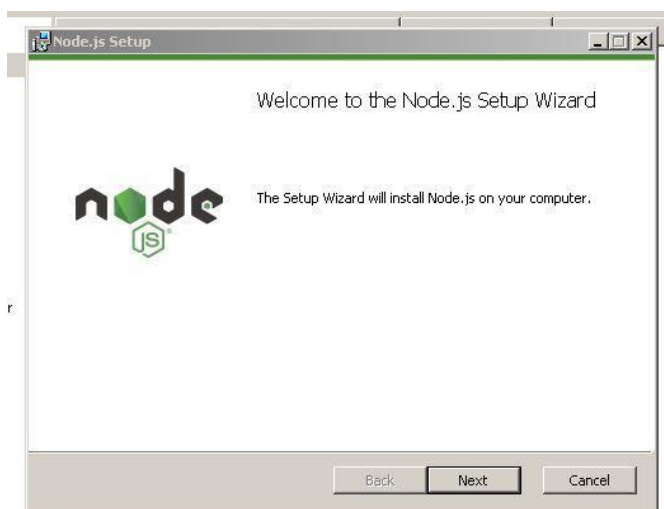 Node.js Setup
Welcome to the Node.js Setup Wizard
node
JS
The Setup Wizard will install Node.js on your computer.
r
Back
Next
Cancel